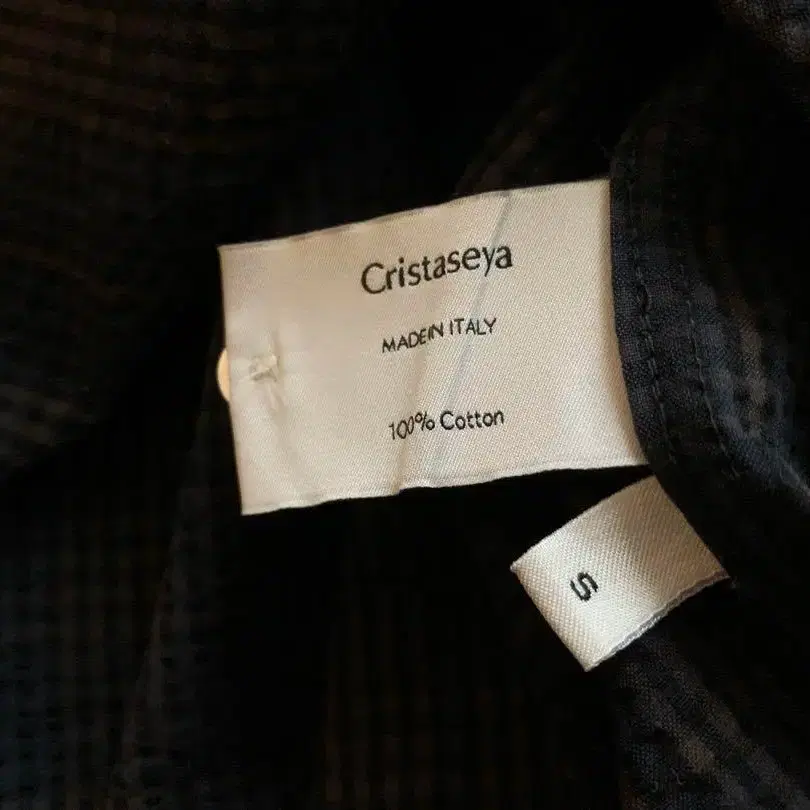 Cristaseya
MADE IN ITALY
100% Cotton
S